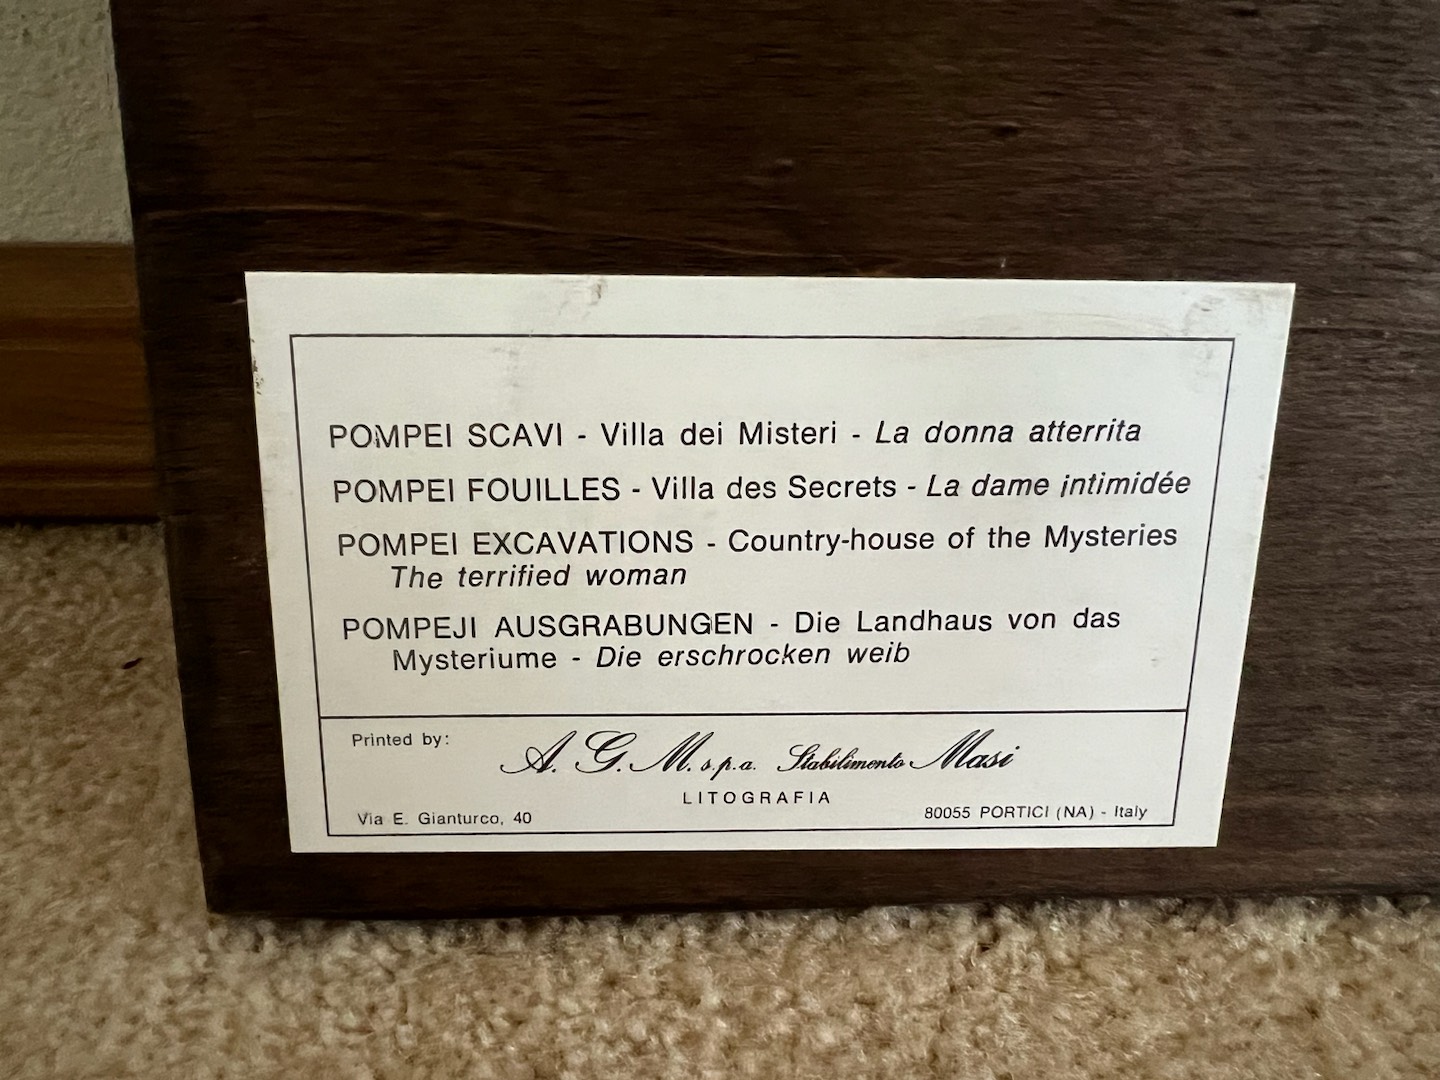 POMPEI SCAVI - Villa dei Misteri - La donna atterrita
POMPEI FOUILLES - Villa des Secrets - La dame intimidée
POMPEI EXCAVATIONS - Country-house of the Mysteries
The terrified woman
POMPEJI AUSGRABUNGEN - Die Landhaus von das
Mysteriume - Die erschrocken weib
Printed by:
A. G. M. s.p.a. Stabilimento Masi
LITOGRAFIA
Via E. Gianturco, 40
80055 PORTICI (NA) - Italy